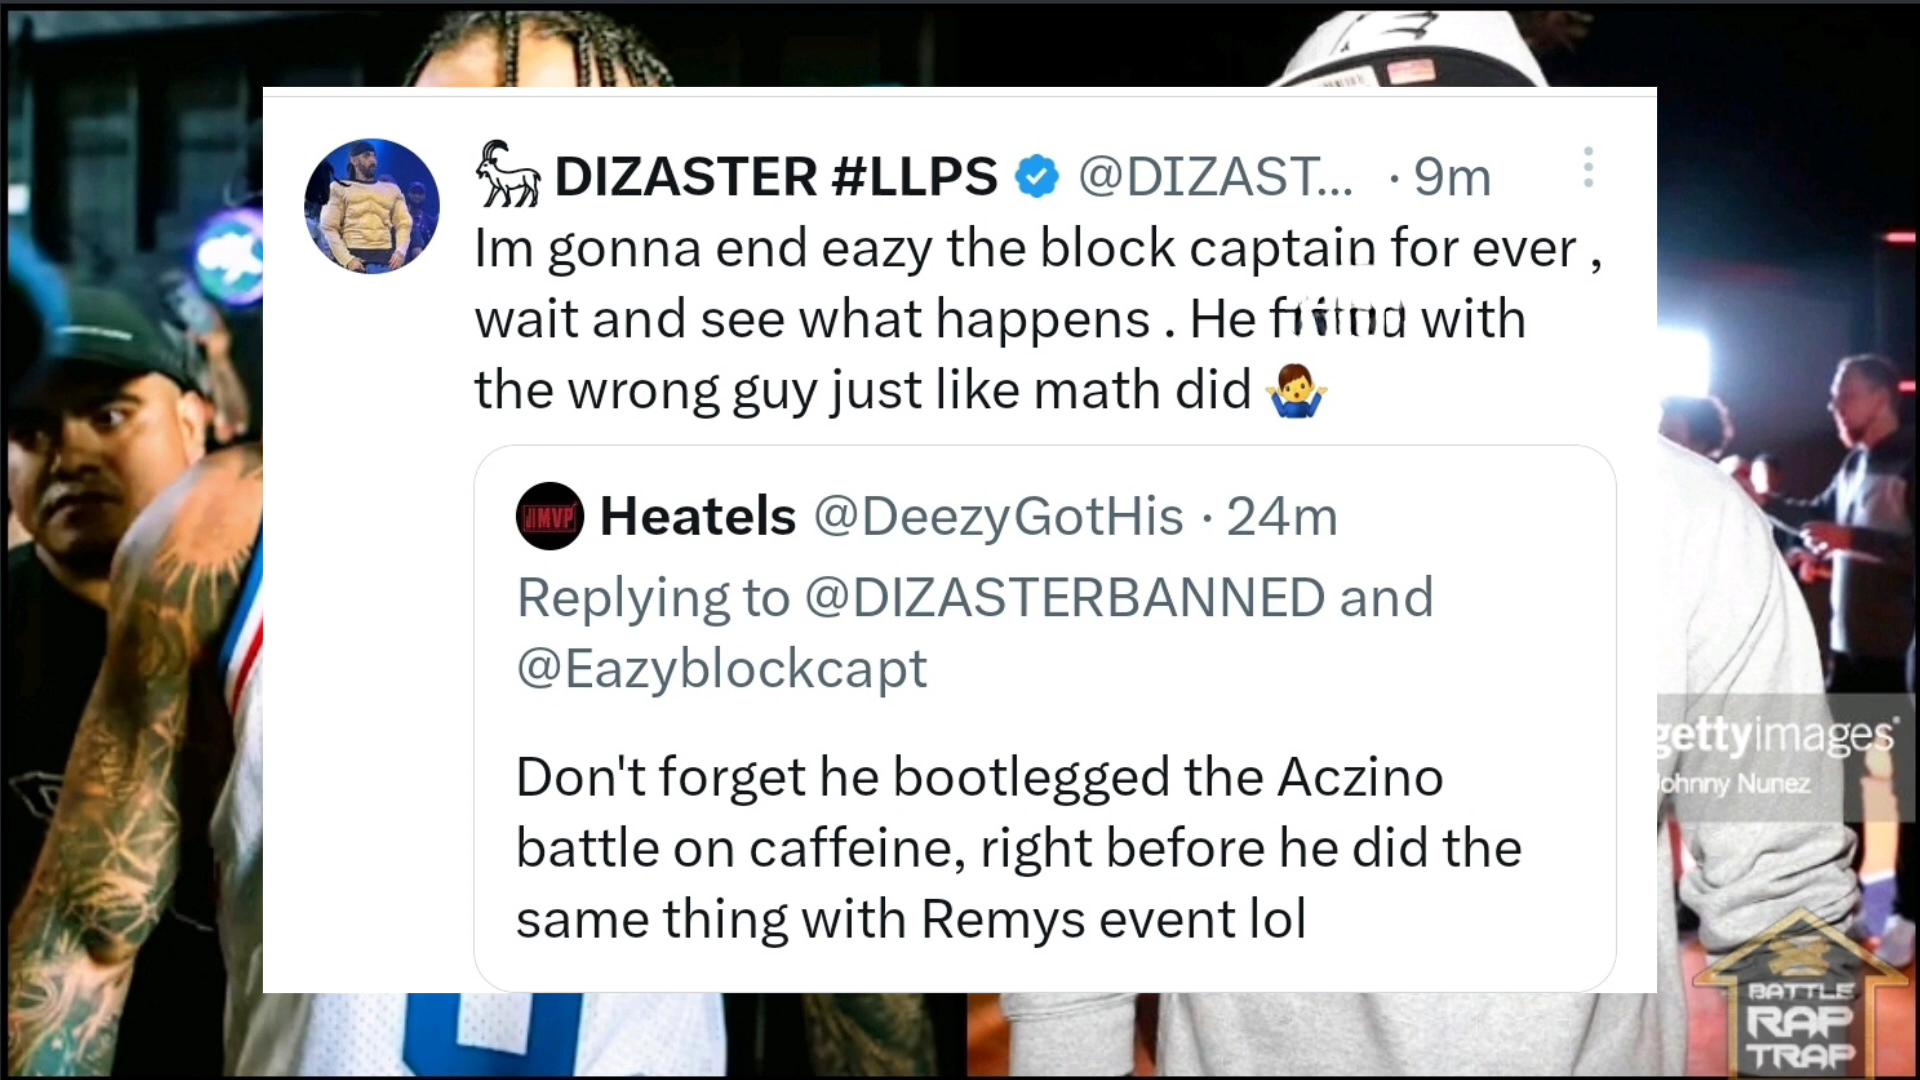 DIZASTER #LLPS @DIZAST... · 9m
Im gonna end eazy the block captain for ever ,
wait and see what happens . He with
the wrong guy just like math did 🤷‍♂️
JIMVP Heatels @DeezyGotHis · 24m
Replying to @DIZASTERBANNED and
@Eazyblockcapt
Don't forget he bootlegged the Aczino
battle on caffeine, right before he did the
same thing with Remys event lol
gettyimages®
Johnny Nunez
BATTLE
RAP
TRAP